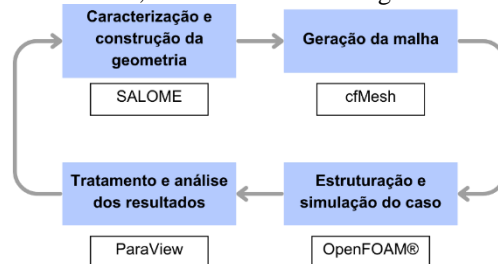 Caracterização e
construção da
geometria
SALOME
Geração da malha
cfMesh
Tratamento e análise
dos resultados
ParaView
Estruturação e
simulação do caso
OpenFOAM®